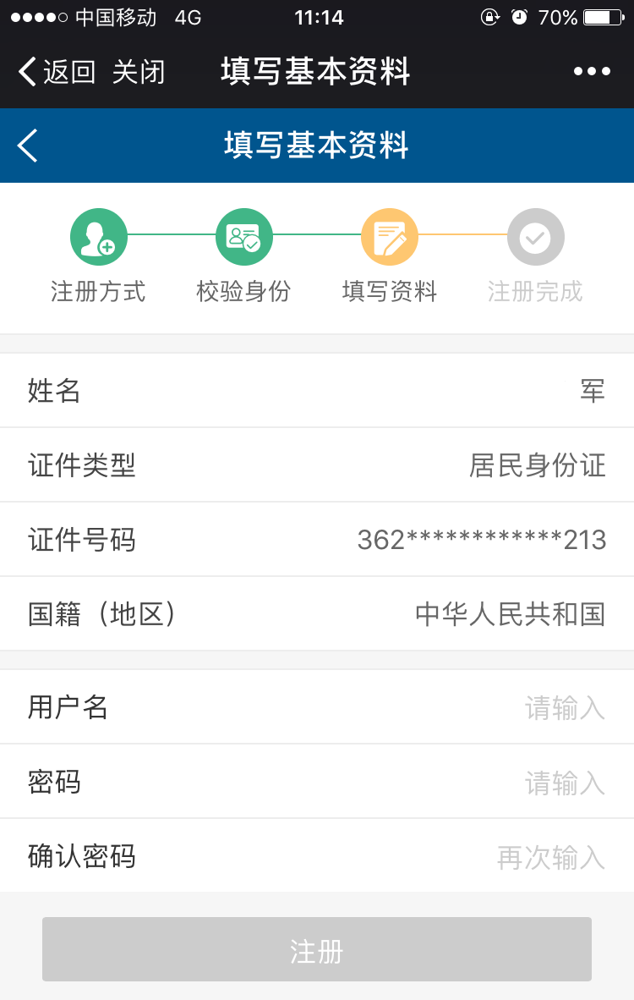 中国移动 4G 11:14 70%
返回 关闭 填写基本资料
填写基本资料
注册方式 校验身份 填写资料 注册完成
姓名 军
证件类型 居民身份证
证件号码 362************213
国籍（地区） 中华人民共和国
用户名 请输入
密码 请输入
确认密码 再次输入
注册